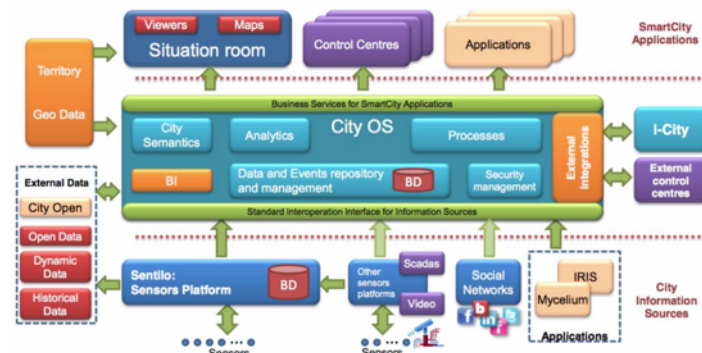 Viewers
Maps
Situation room
Control Centres
Applications
SmartCity
Applications
Territory
Geo Data
Business Services for SmartCity Applications
City
Semantics
Analytics
City OS
Processes
External
Integrations
i-City
External Data
BI
Data and Events repository
and management
BD
Security
management
External
control
centres
City Open
Standard Interoperation Interface for Information Sources
Open Data
Dynamic
Data
Historical
Data
Sentilo:
Sensors Platform
BD
Other
sensors
platforms
Scadas
Video
Social
Networks
IRIS
Mycelium
Applications
City
Information
Sources
Sensors
Sensors